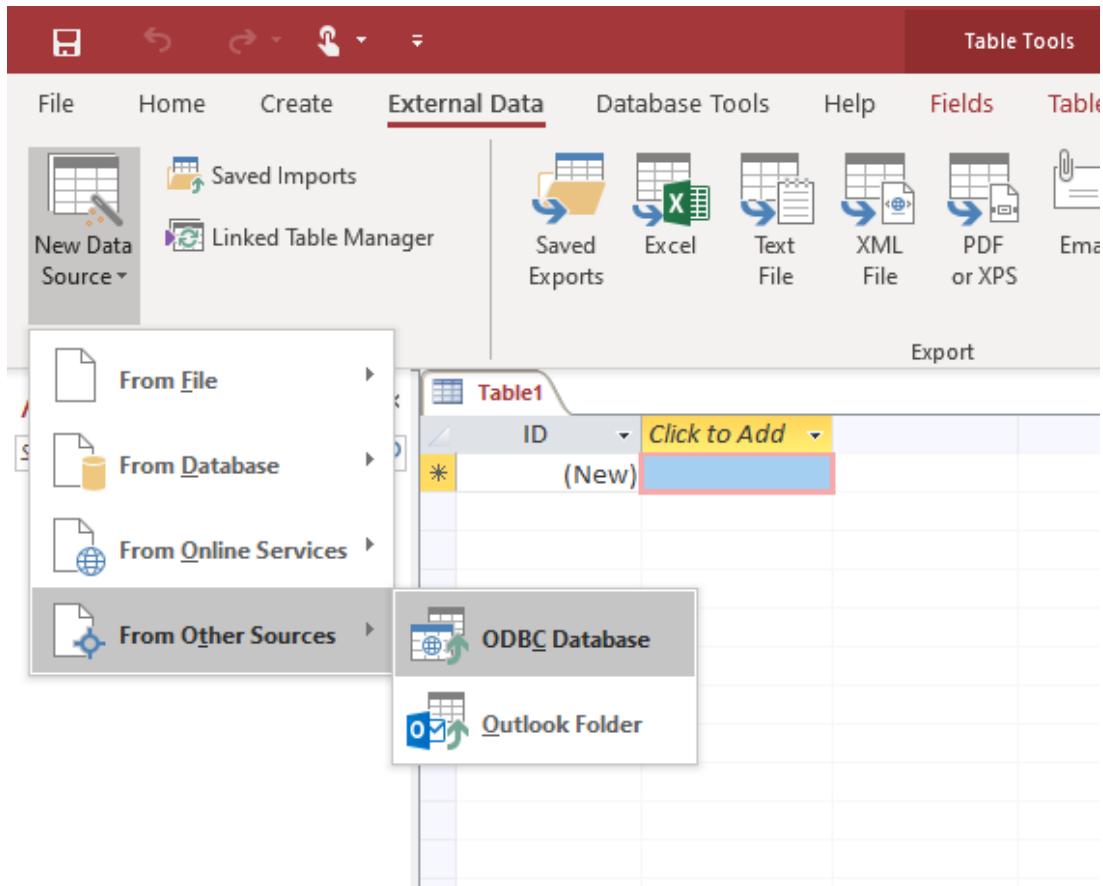 Table Tools
File Home Create External Data Database Tools Help Fields Table
Saved Imports
Linked Table Manager
New Data
Source
Saved
Exports
Excel
Text
File
XML
File
PDF
or XPS
Ema
Export
From File
From Database
From Online Services
From Other Sources
ODBC Database
Outlook Folder
Table1
ID Click to Add
(New)